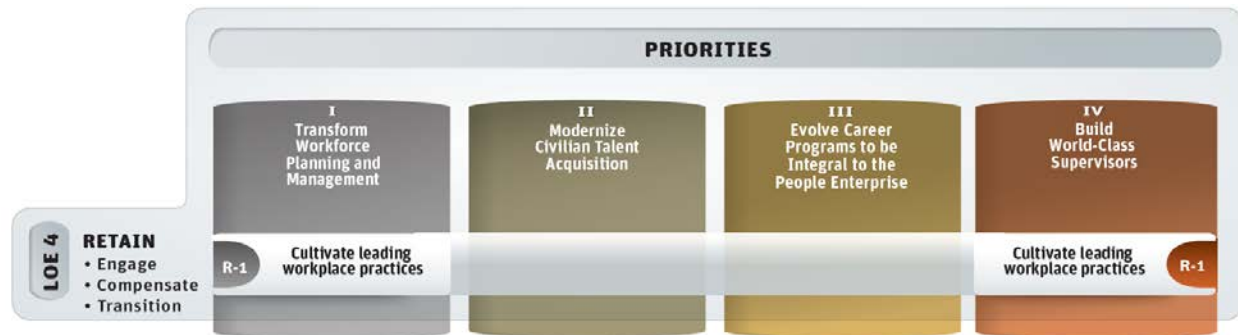 PRIORITIES
I
Transform
Workforce
Planning and
Management
II
Modernize
Civilian Talent
Acquisition
III
Evolve Career
Programs to be
Integral to the
People Enterprise
IV
Build
World-Class
Supervisors
LOE 4
RETAIN
• Engage
• Compensate
• Transition
R-1
Cultivate leading
workplace practices
Cultivate leading
workplace practices
R-1